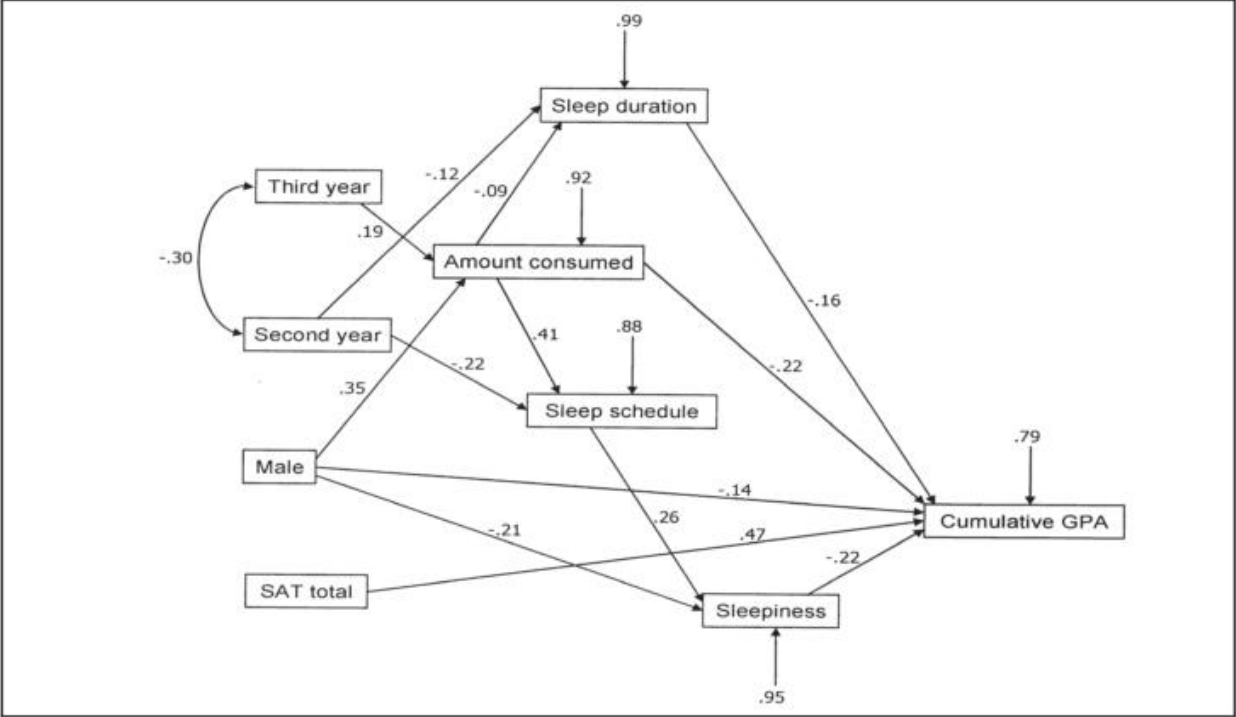 .99
Sleep duration
-.12
Third year
-.09
.92
.19
-.30
Amount consumed
-.16
Second year
.41
.88
-.22
-.22
.35
Sleep schedule
Male
.79
-.14
.26
Cumulative GPA
-.21
.47
-.22
SAT total
Sleepiness
.95